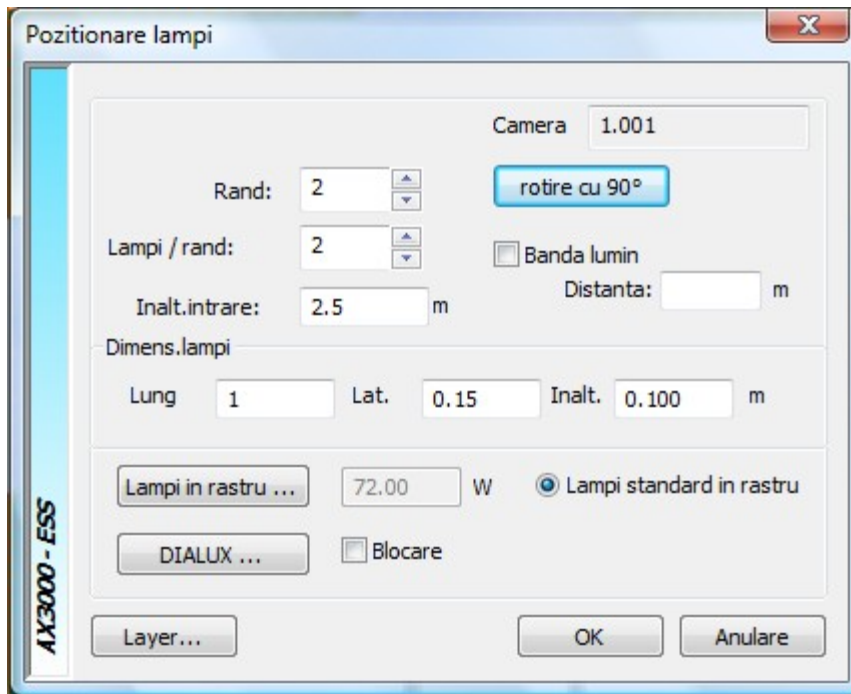 Pozitionare lampi
Camera 1.001
Rand: 2 rotire cu 90°
Lampi / rand: 2 Banda lumin
Inalt.intrare: 2.5 m Distanta: m
Dimens.lampi
Lung 1 Lat. 0.15 Inalt. 0.100 m
Lampi in rastru ... 72.00 W Lampi standard in rastru
DIALUX ... Blocare
Layer... OK Anulare
AX3000 - ESS